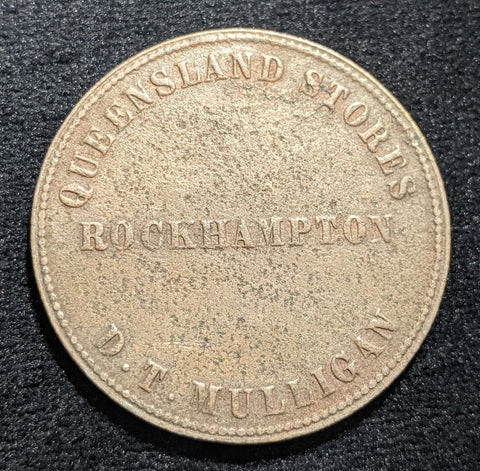 QUEENSLAND STORES
ROCKHAMPTON
D. T. MULLIGAN